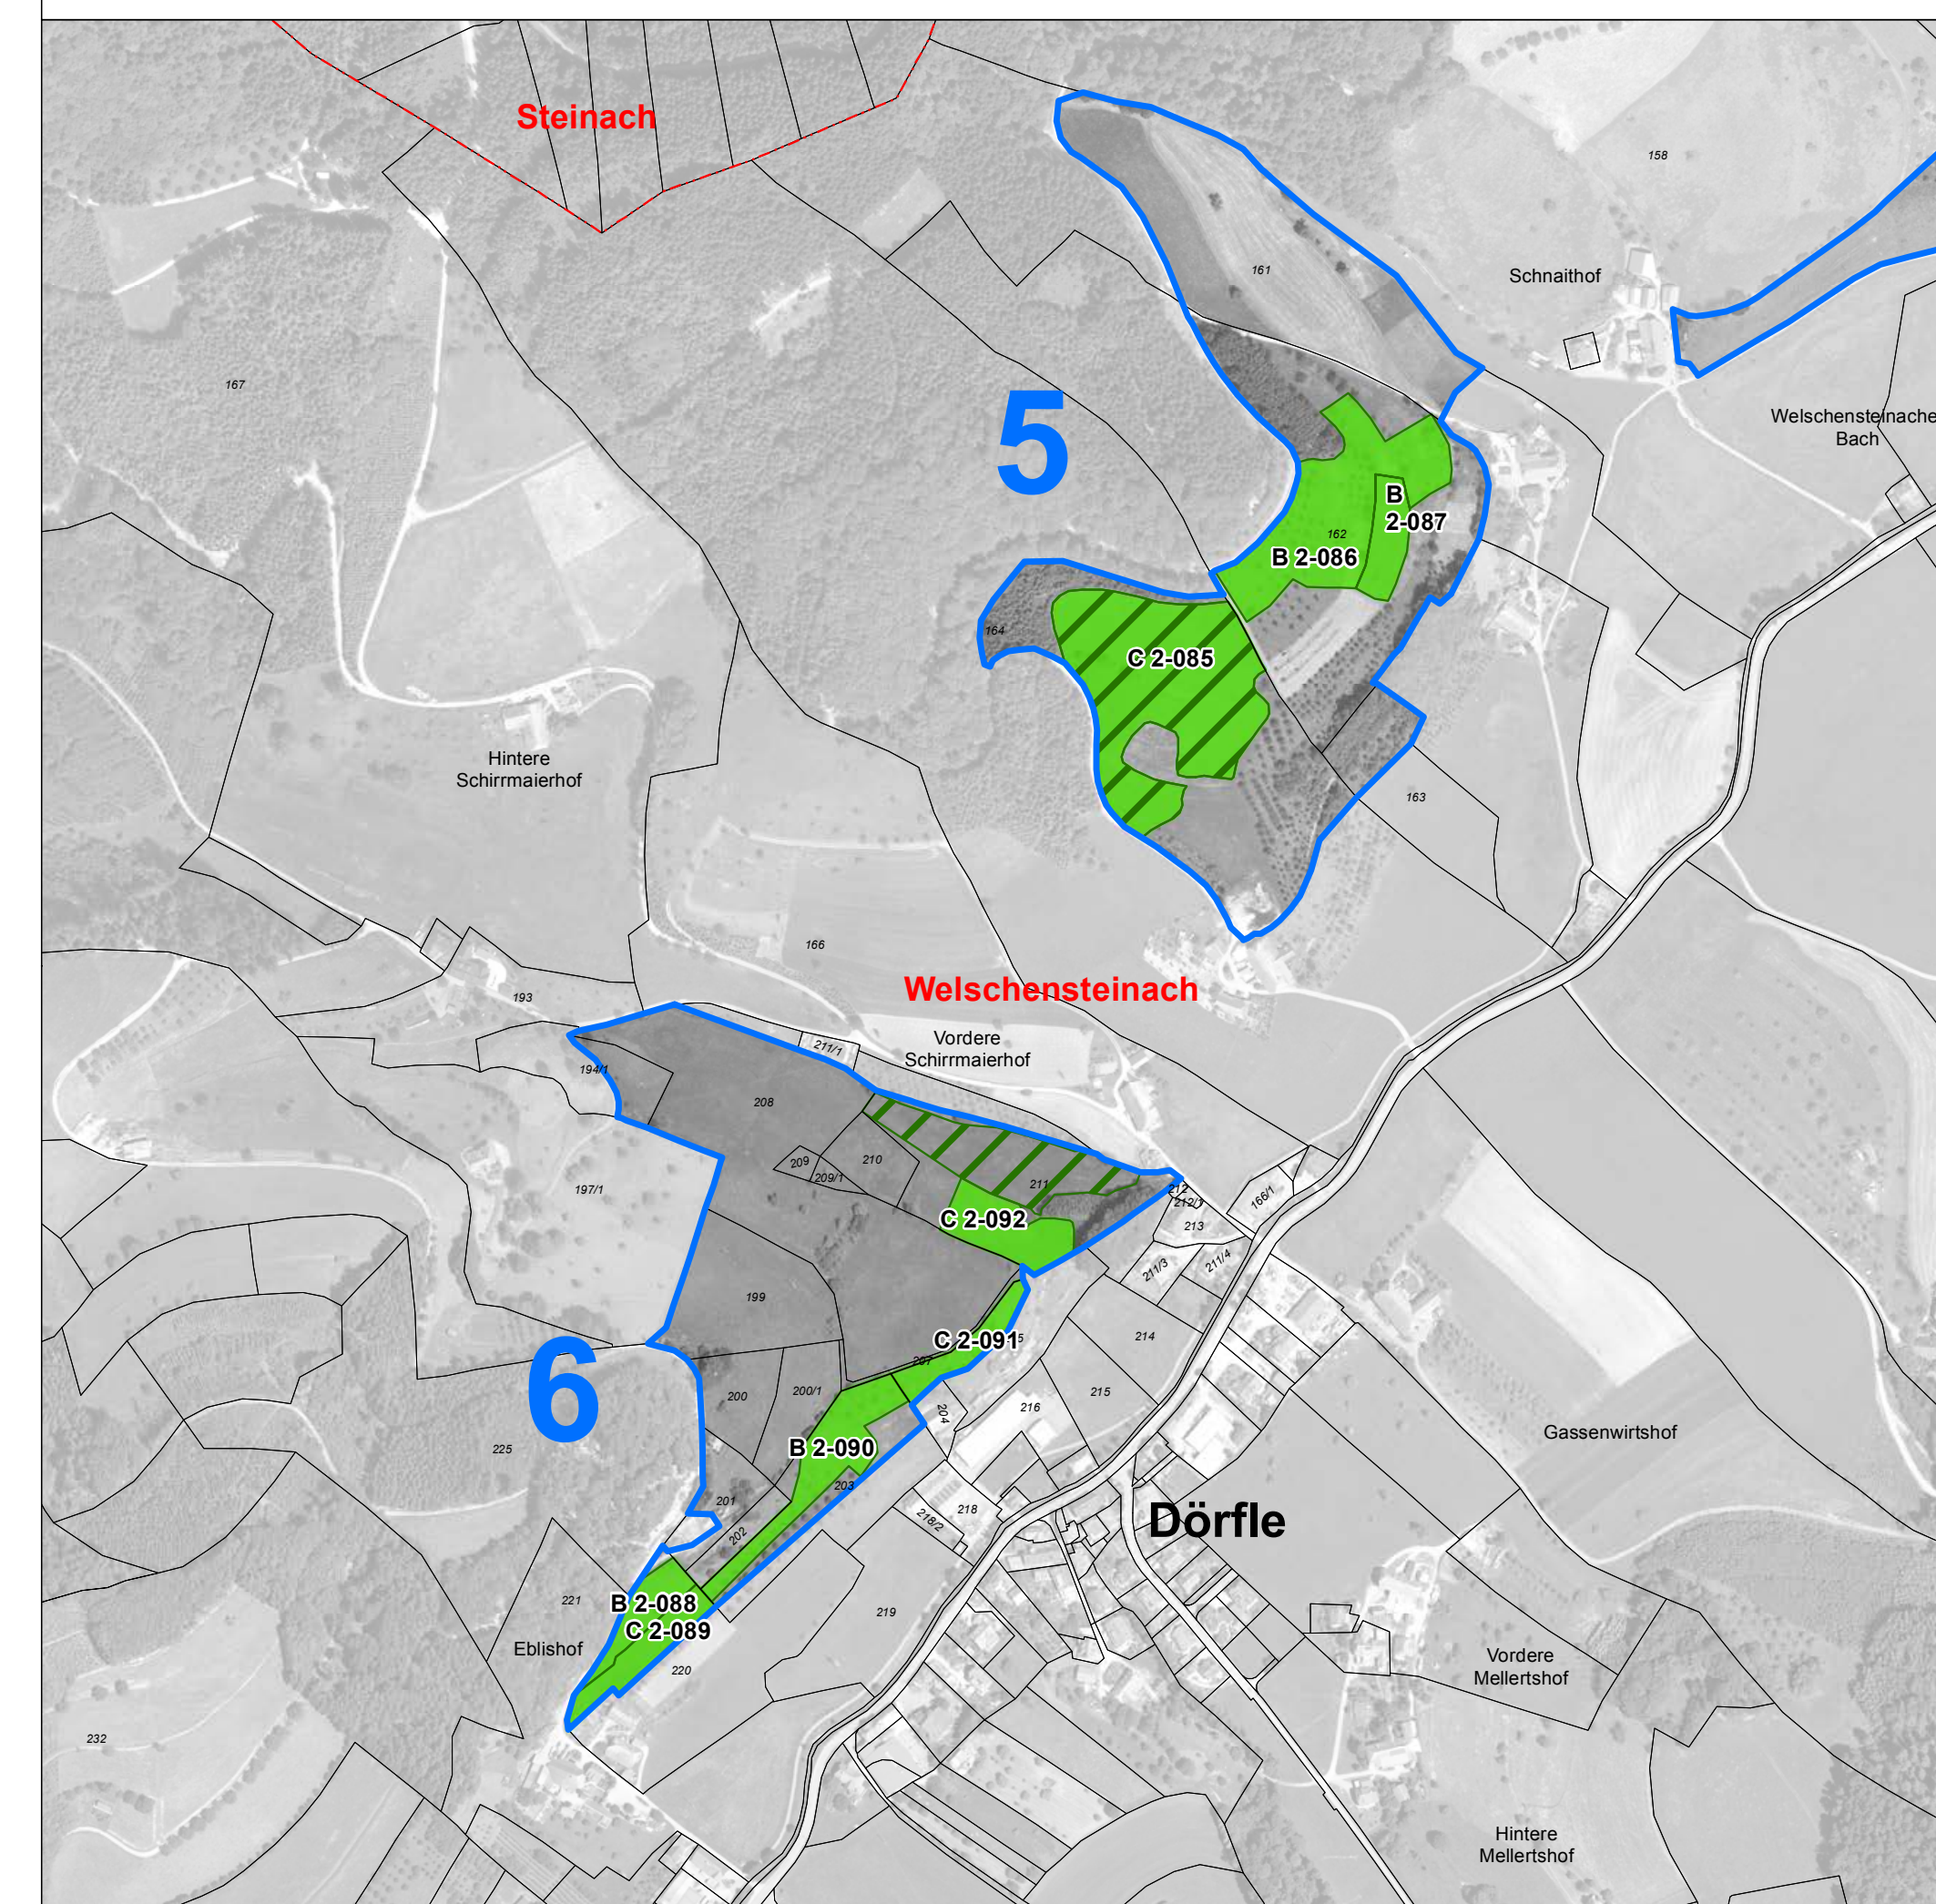 Steinach
158
161
Schnaithof
167
5
Welschensteinache
Bach
B
2-087
162
B 2-086
164
C 2-085
Hintere
Schirrmaierhof
163
166
193
Welschensteinach
Vordere
Schirrmaierhof
211/1
194/1
208
209
210
209/1
197/1
211
212
212/1
166/1
213
C 2-092
211/3
211/4
199
C 2-091
214
6
207
200
200/1
215
204
216
225
B 2-090
Gassenwirtshof
203
201
218
218/2
202
Dörfle
221
B 2-088
219
C 2-089
Eblishof
220
Vordere
Mellertshof
232
Hintere
Mellertshof